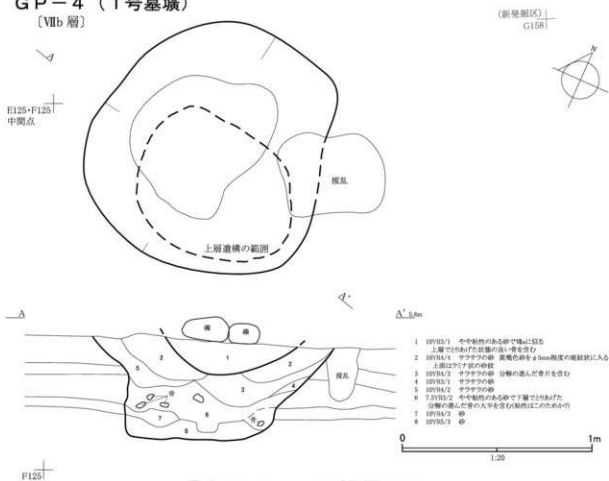 GP-4(1号墓壙)
〔Ⅶb層〕
(新発掘区)
G158
A
E125・F125
中間点
撹乱
上層遺構の範囲
A'
A
A' 5.6m
礫
礫
1
2
2
3
4
5
骨
骨
6
7
8
撹乱
1 10YR3/1 やや粘性のある砂で
上層でとりあげた状態の良い骨を含む
2 10YR4/4 サラサラの砂 黄褐色砂をφ5mm程度の斑紋状に入る
上面はラミナ状の砂紋
3 10YR4/3 サラサラの砂 分解の進んだ骨片を含む
4 10YR3/1 サラサラの砂
5 10YR4/2 サラサラの砂
6 7.5YR3/2 やや粘性のある砂で下層でとりあげた
分解の進んだ骨の大半を含む(粘性はこのためか?)
7 10YR4/3 砂
8 10YR5/3 砂
0 1m
1:20
F125